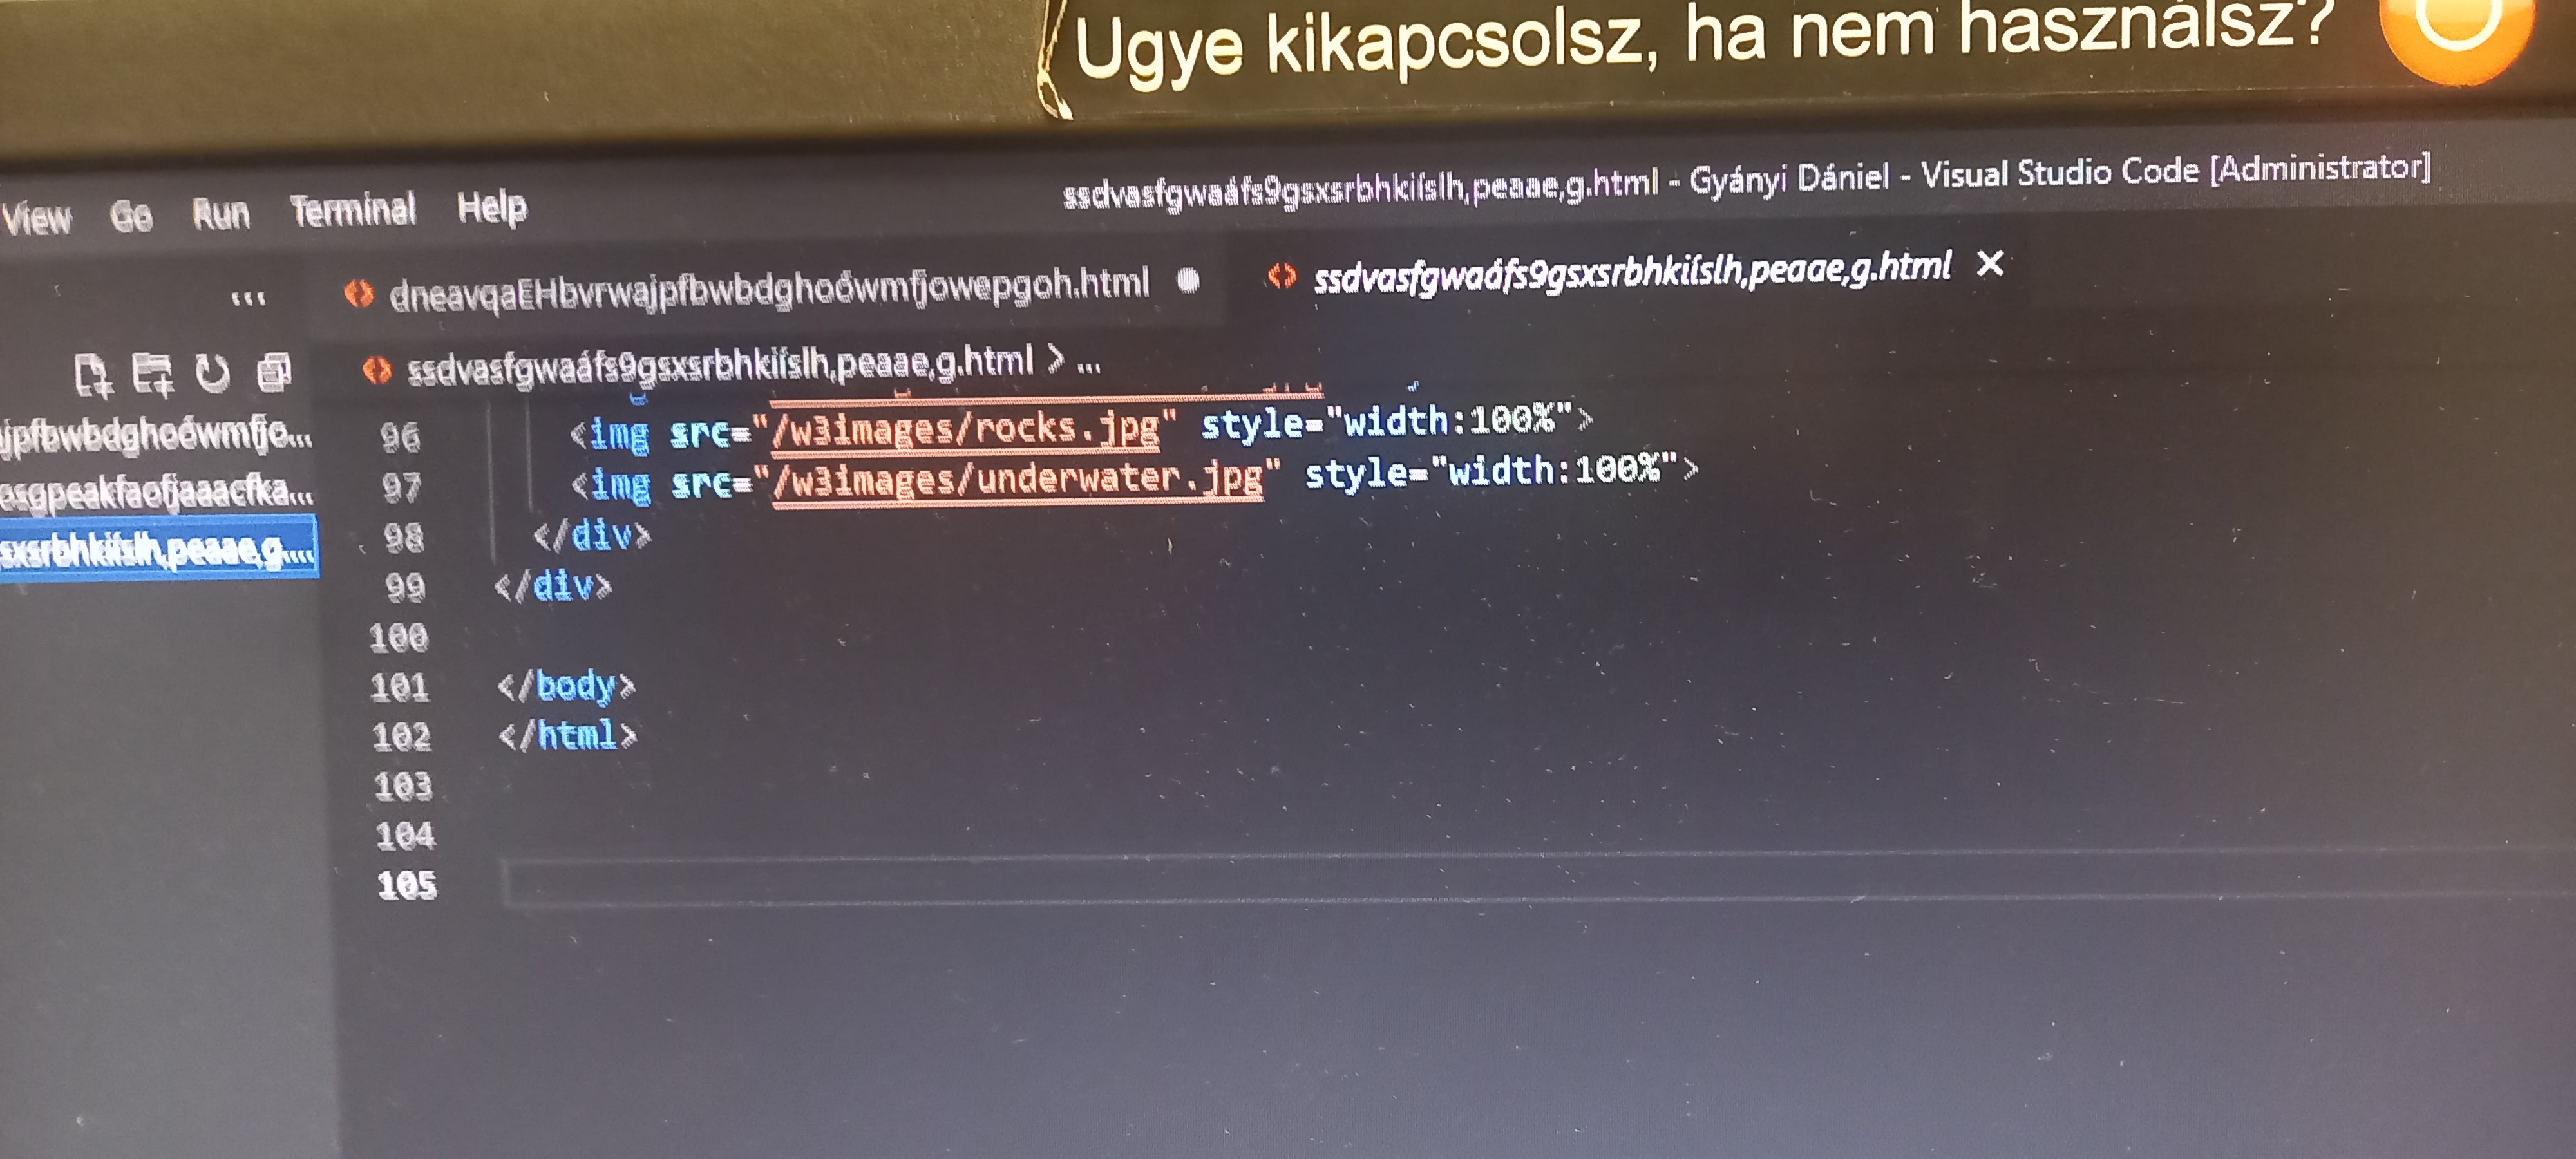 Ugye kikapcsolsz, ha nem használsz?
ssdvasfgwaáfs9gsxsrbhkiíslh,peaae,g.html - Gyányi Dániel - Visual Studio Code [Administrator]
View Go Run Terminal Help
... dneavqaEHbvrwajpfbwbdghoówmfjowepgoh.html ssdvasfgwaáfs9gsxsrbhkiíslh,peaae,g.html
ssdvasfgwaáfs9gsxsrbhkiíslh,peaae,g.html > ...
jpfbwbdghoówmfjo...
esgpeakfaofjaaacfka...
sxsrbhkiíslh,peaae,g....
96 <img src="/w3images/rocks.jpg" style="width:100%">
97 <img src="/w3images/underwater.jpg" style="width:100%">
98 </div>
99 </div>
100
101 </body>
102 </html>
103
104
105